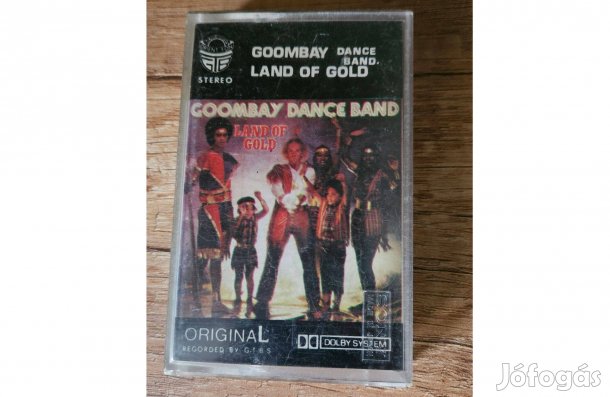 GOOMBAY DANCE BAND.
LAND OF GOLD
STEREO
GOOMBAY DANCE BAND
LAND OF
GOLD
ORIGINAL
RECORDED BY G.F.B.S
DOLBY SYSTEM
Jófogás